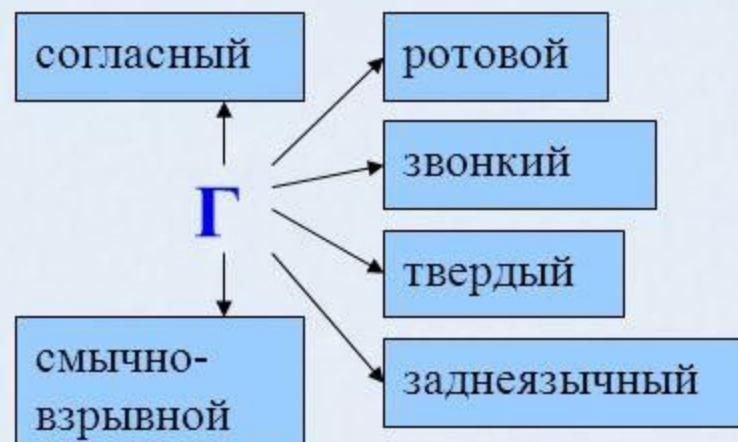 согласный
ротовой
звонкий
Г
твердый
смычно-
взрывной
заднеязычный